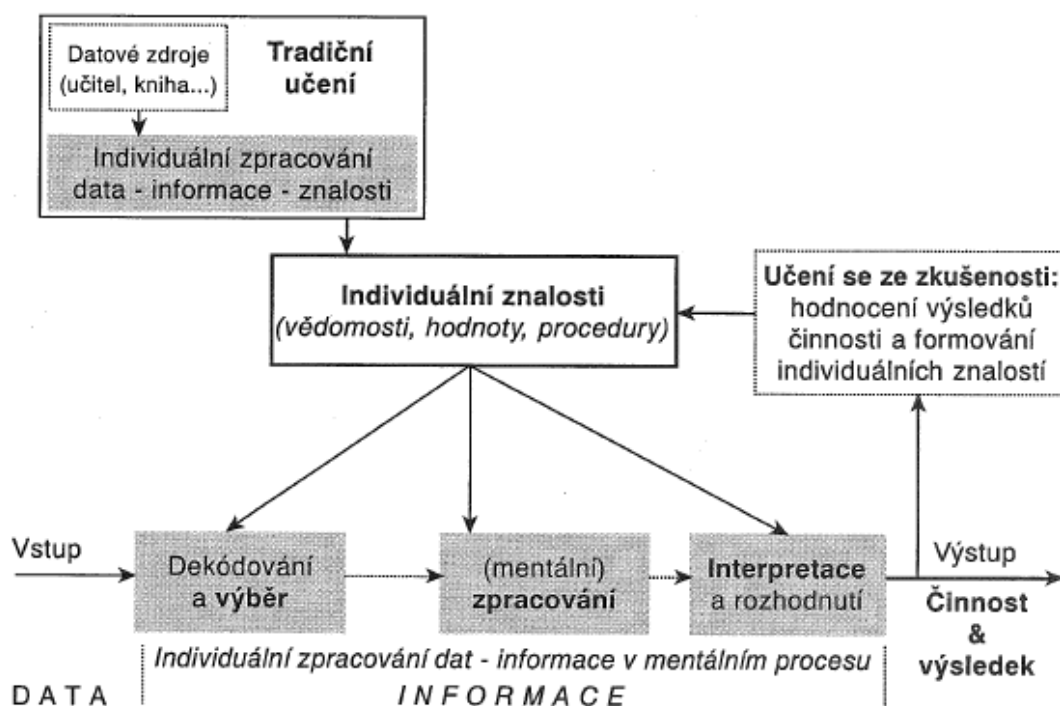 Datové zdroje
(učitel, kniha...)
Tradiční
učení
Individuální zpracování
data - informace - znalosti
Individuální znalosti
(vědomosti, hodnoty, procedury)
Učení se ze zkušenosti:
hodnocení výsledků
činnosti a formování
individuálních znalostí
Vstup
Dekódování
a výběr
(mentální)
zpracování
Interpretace
a rozhodnutí
Výstup
Činnost
&
výsledek
Individuální zpracování dat - informace v mentálním procesu
DATA
INFORMACE